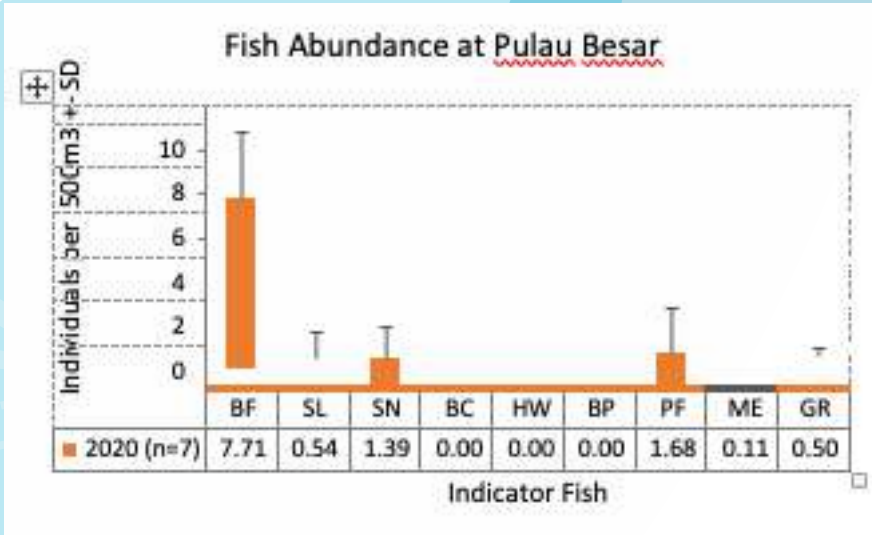 Fish Abundance at Pulau Besar
Individuals per 500m3 +- SD
10
8
6
4
2
0
BF SL SN BC HW BP PF ME GR
2020 (n=7) 7.71 0.54 1.39 0.00 0.00 0.00 1.68 0.11 0.50
Indicator Fish